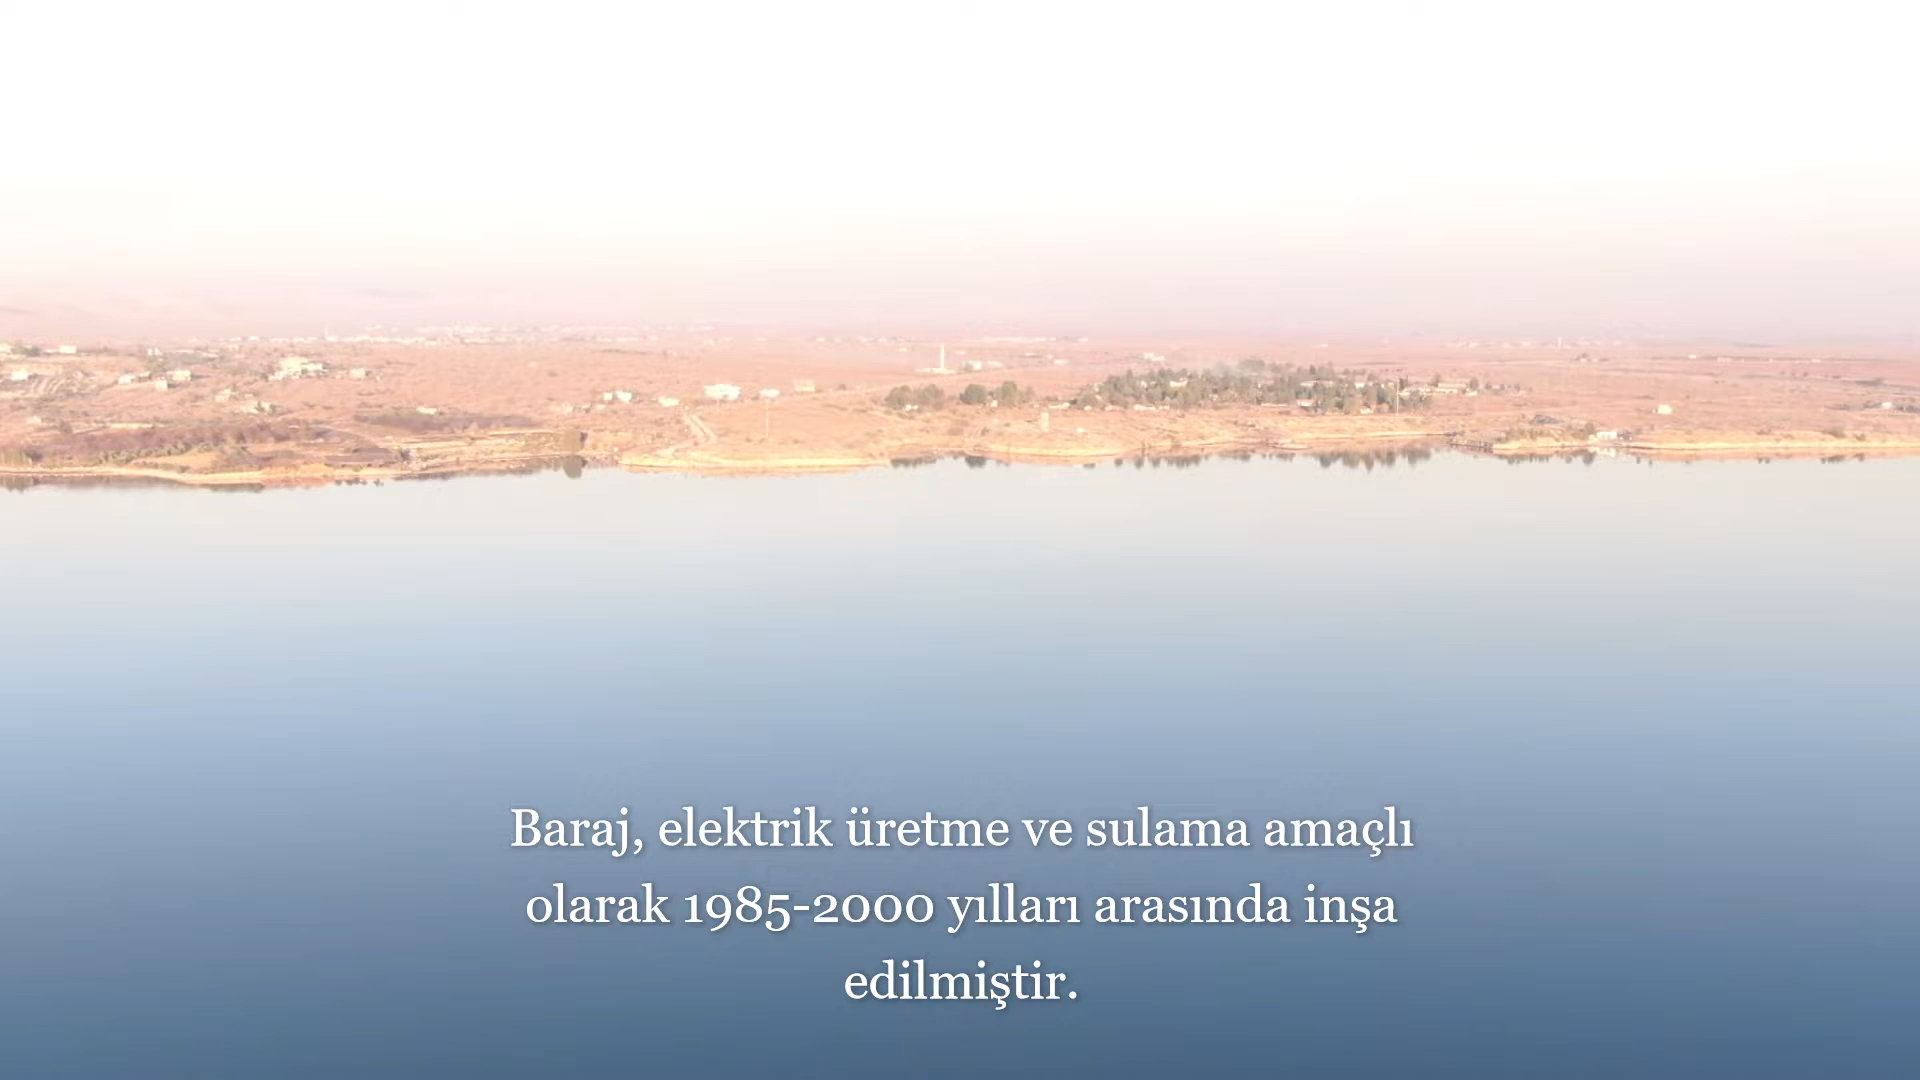 Baraj, elektrik üretme ve sulama amaçlı
olarak 1985-2000 yılları arasında inşa
edilmiştir.